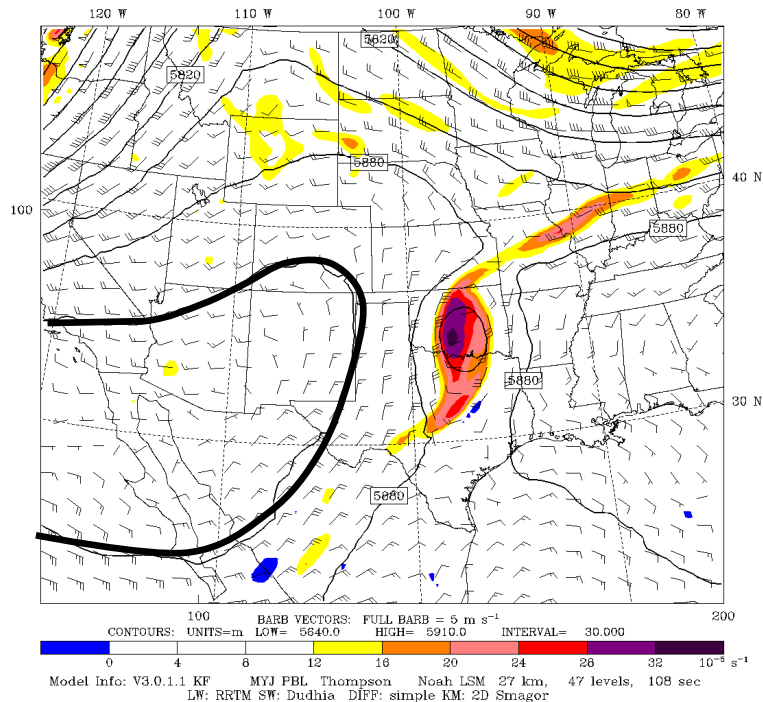 120 W 110 W 100 W 90 W 80 W
5820
5820
5880
40 N
100
5880
5880
30 N
5880
100 200
BARB VECTORS: FULL BARB = 5 m s⁻¹
CONTOURS: UNITS=m LOW= 5640.0 HIGH= 5910.0 INTERVAL= 30.000
0 4 8 12 16 20 24 28 32 10⁻⁵ s⁻¹
Model Info: V3.0.1.1 KF MYJ PBL Thompson Noah LSM 27 km, 47 levels, 108 sec
LW: RRTM SW: Dudhia DIFF: simple KM: 2D Smagor